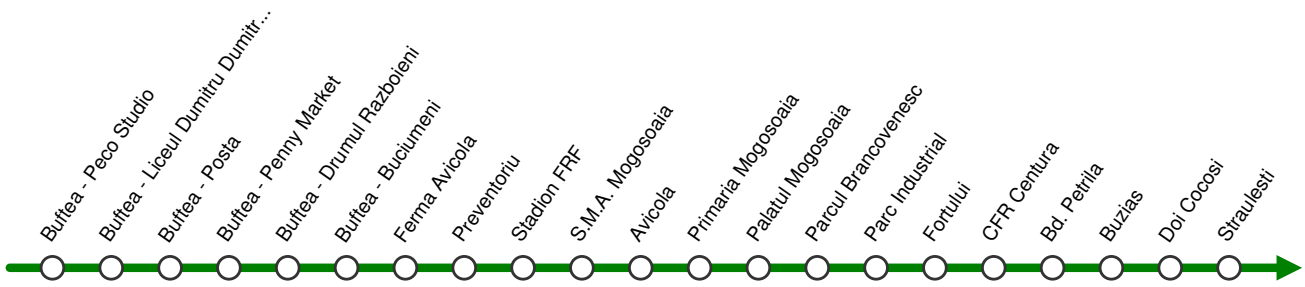 Buftea - Peco Studio
Buftea - Liceul Dumitru Dumitr...
Buftea - Posta
Buftea - Penny Market
Buftea - Drumul Razboieni
Buftea - Buciumeni
Ferma Avicola
Preventoriu
Stadion FRF
S.M.A. Mogosoaia
Avicola
Primaria Mogosoaia
Palatul Mogosoaia
Parcul Brancovenesc
Parc Industrial
Fortului
CFR Centura
Bd. Petrila
Buzias
Doi Cocosi
Straulesti